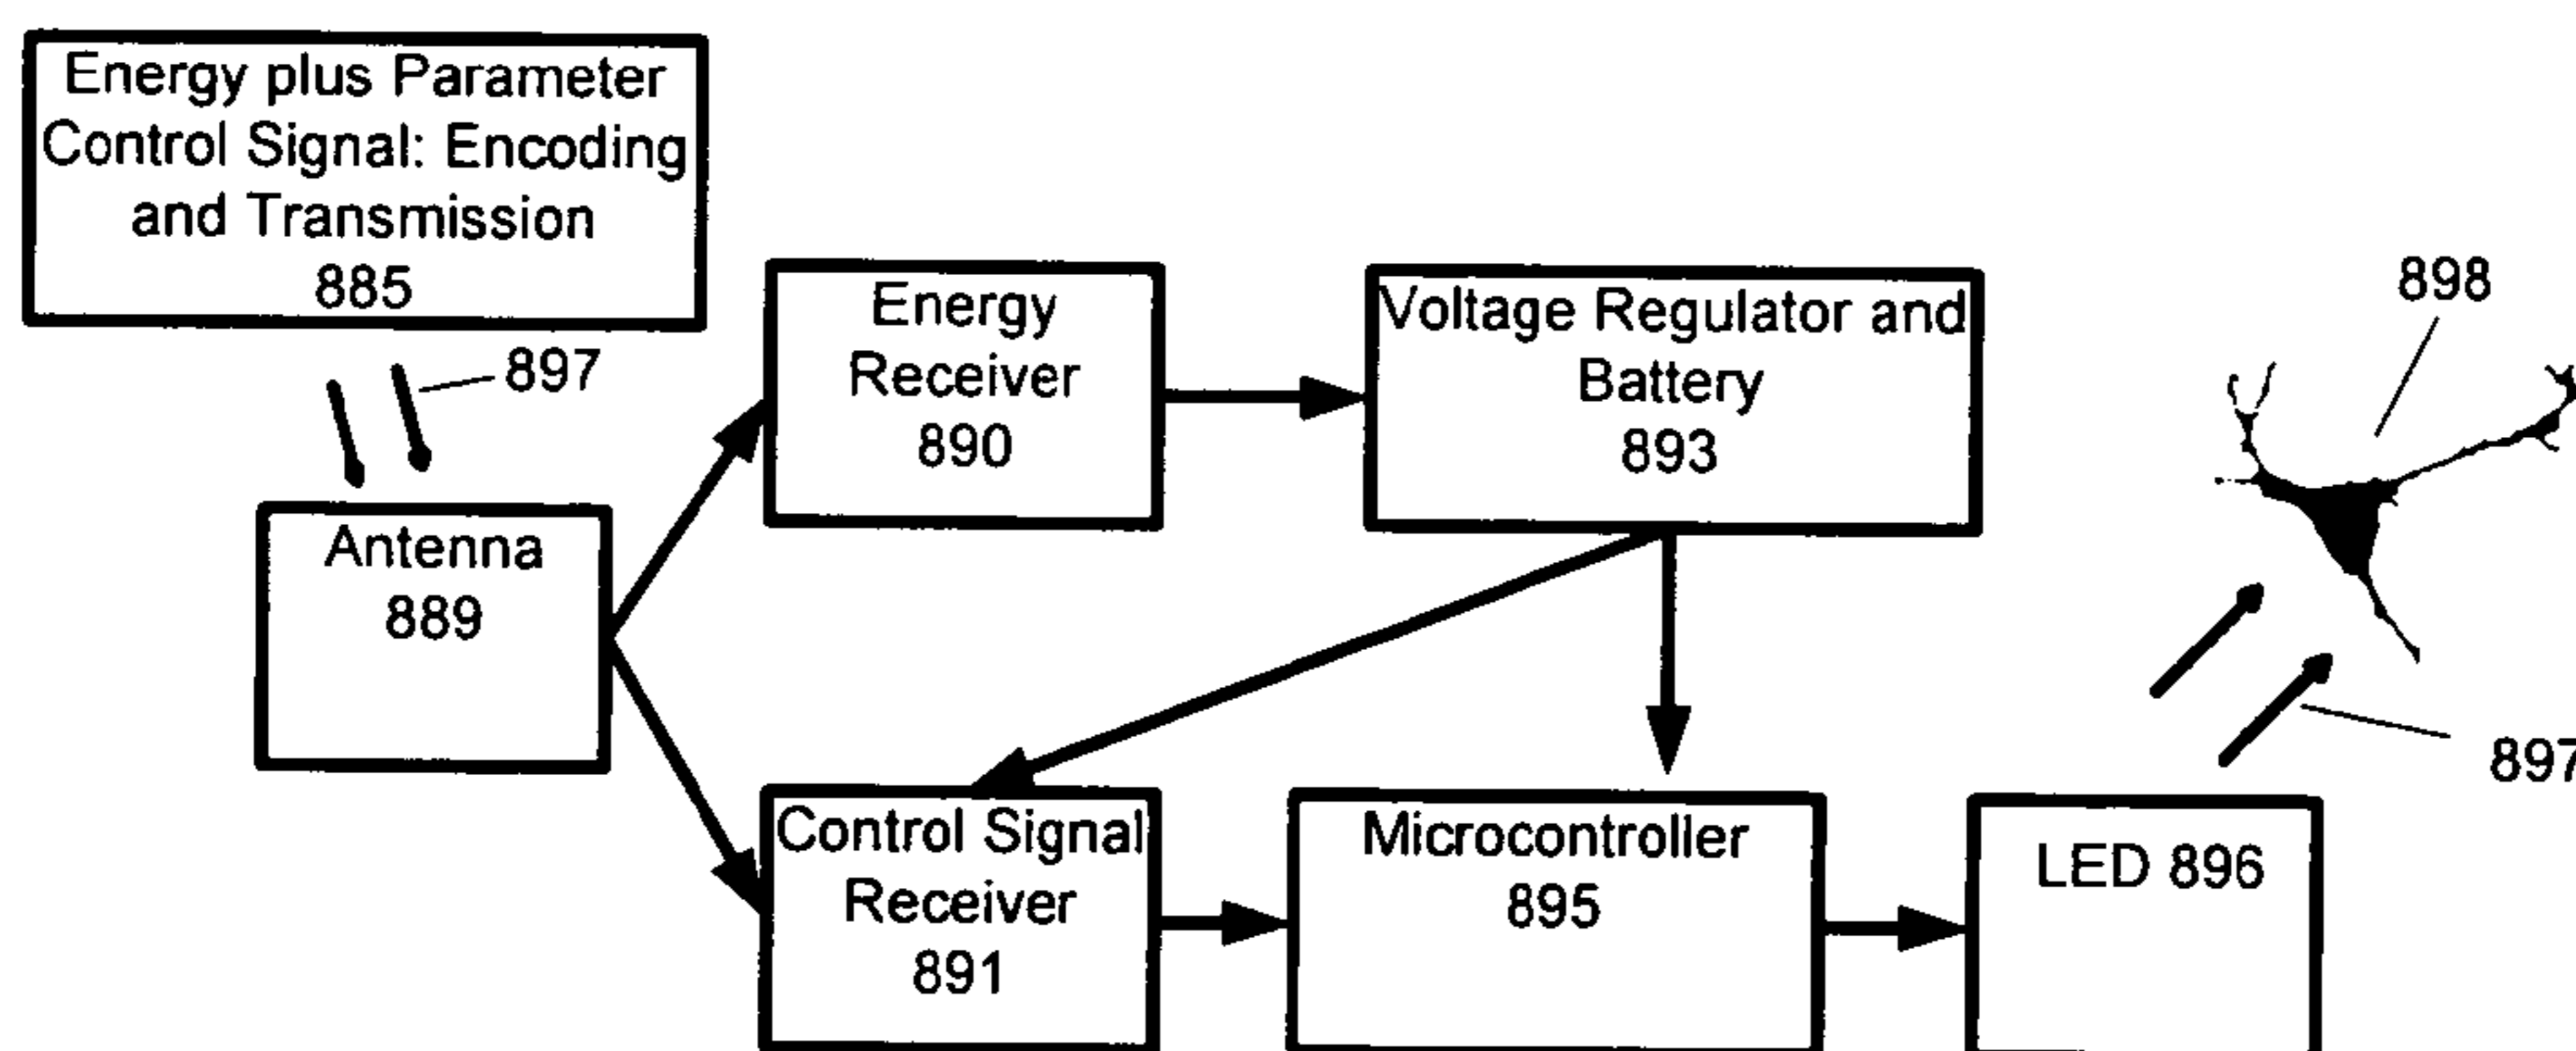 Energy plus Parameter
Control Signal: Encoding
and Transmission
885
897
Antenna
889
Energy
Receiver
890
Voltage Regulator and
Battery
893
898
Control Signal
Receiver
891
Microcontroller
895
LED 896
897